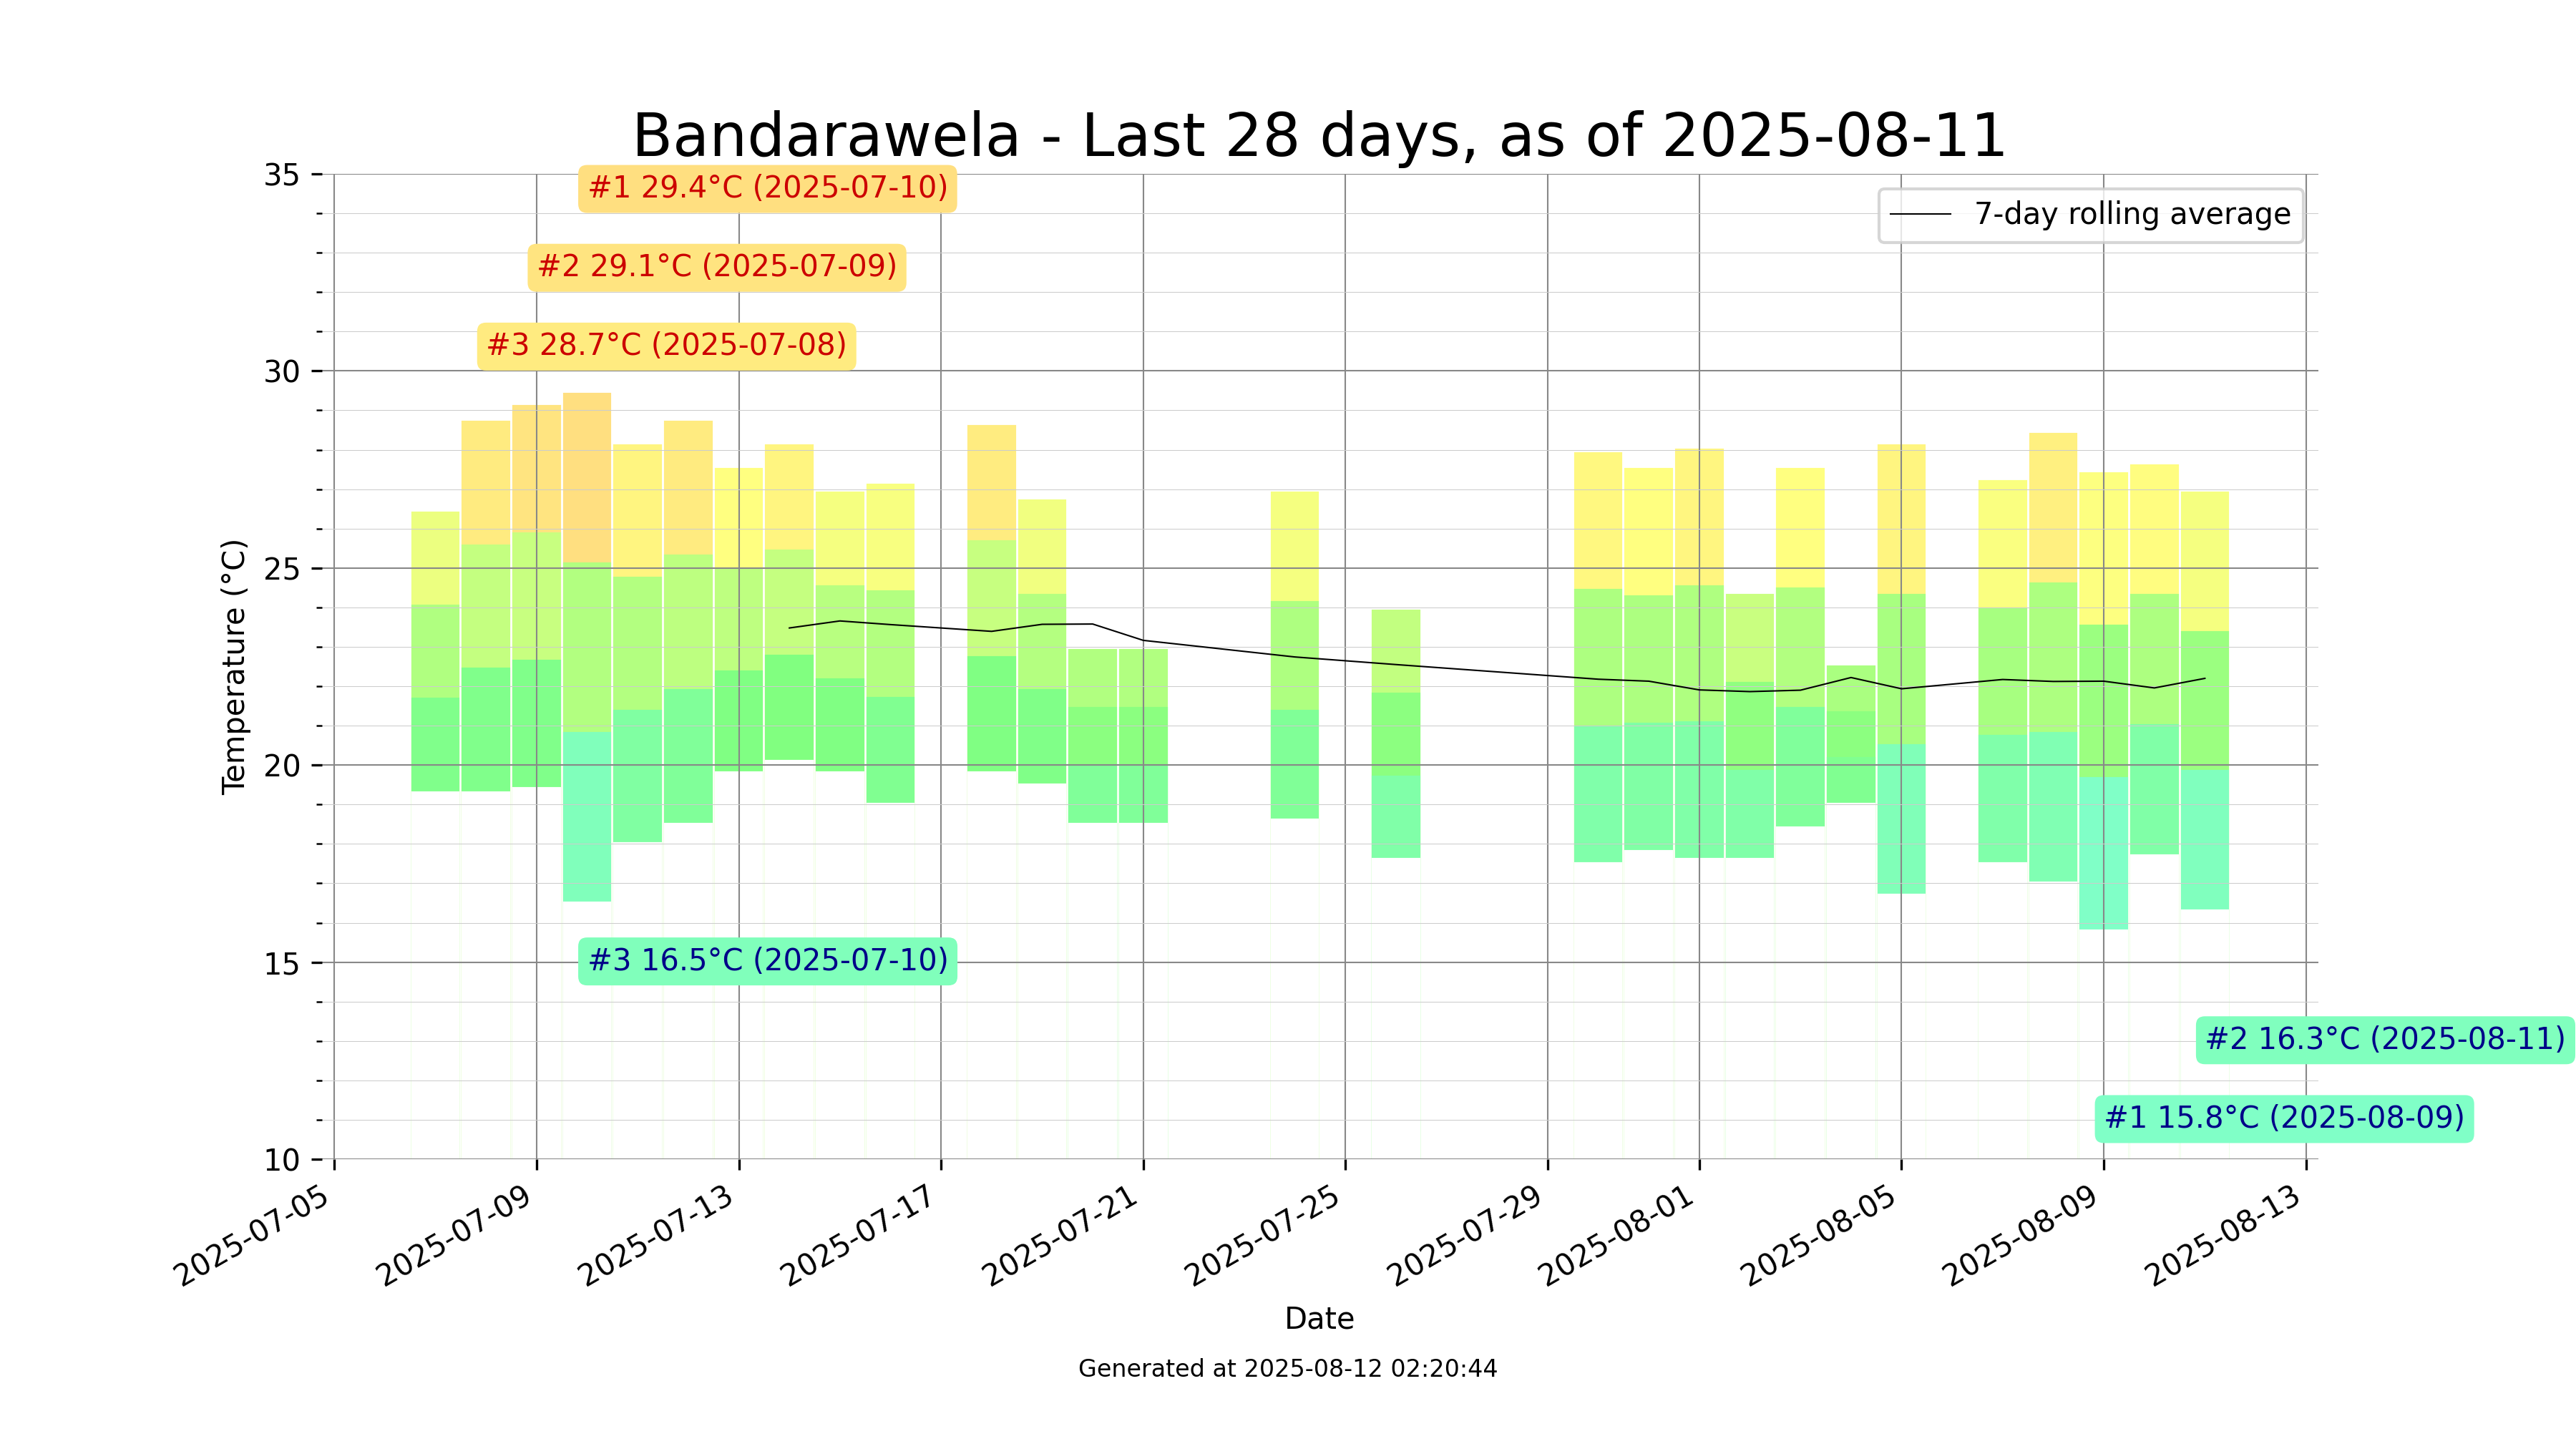 Bandarawela - Last 28 days, as of 2025-08-11
35
#1 29.4°C (2025-07-10)
7-day rolling average
#2 29.1°C (2025-07-09)
#3 28.7°C (2025-07-08)
30
25
Temperature (°C)
20
15
#3 16.5°C (2025-07-10)
#2 16.3°C (2025-08-11)
#1 15.8°C (2025-08-09)
10
2025-07-05
2025-07-09
2025-07-13
2025-07-17
2025-07-21
2025-07-25
2025-07-29
2025-08-01
2025-08-05
2025-08-09
2025-08-13
Date
Generated at 2025-08-12 02:20:44